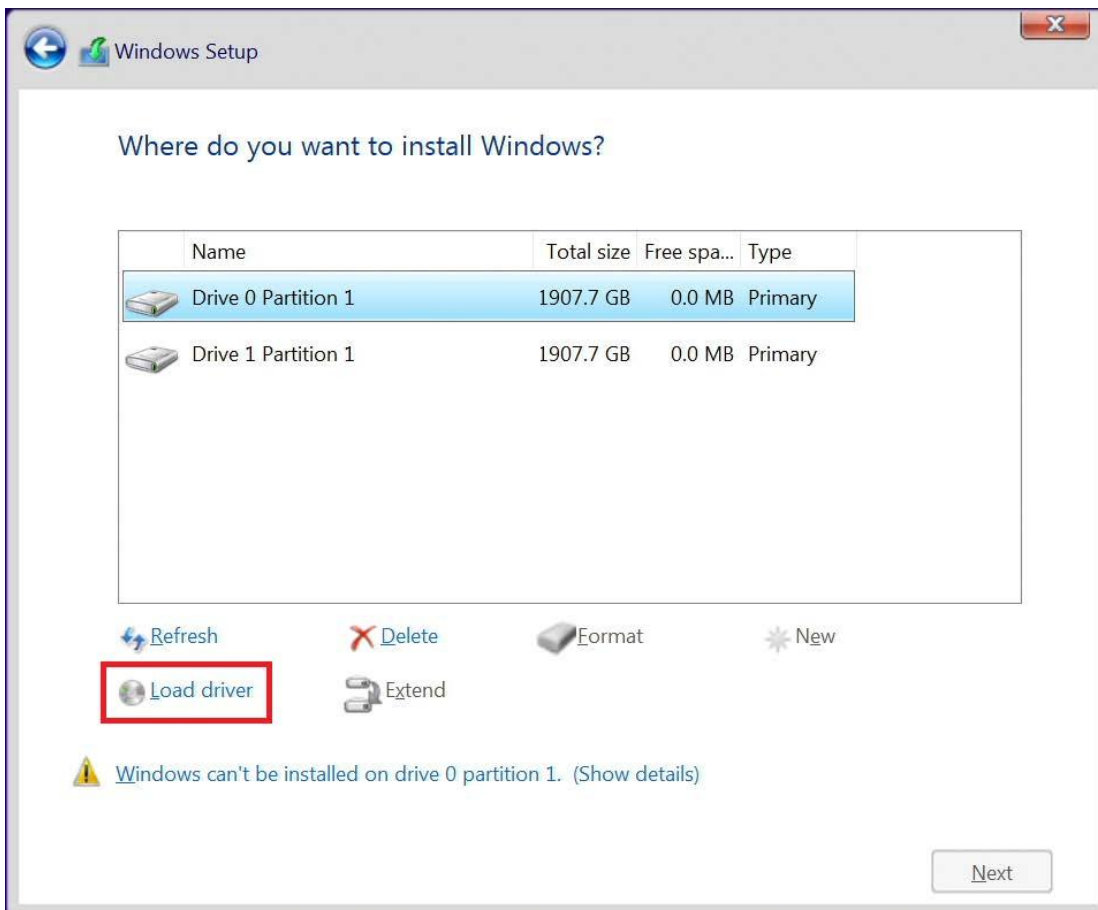 Windows Setup
Where do you want to install Windows?
Name Total size Free spa... Type
Drive 0 Partition 1 1907.7 GB 0.0 MB Primary
Drive 1 Partition 1 1907.7 GB 0.0 MB Primary
Refresh Delete Format New
Load driver Extend
Windows can't be installed on drive 0 partition 1. (Show details)
Next